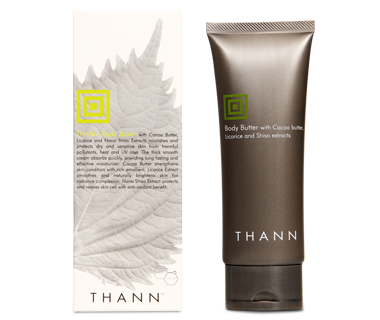 with Cocoa Butter,
Licorice and Nano Shiso Extracts nourishes and
protects dry and sensitive skin from harmful
pollutants, heat and UV rays. The thick smooth
cream absorbs quickly, providing long-lasting and
effective moisturizer. Cocoa Butter strengthens
skin condition with rich emollient. Licorice Extract
smoothes and naturally brightens skin for
radiance complexion. Nano Shiso Extract protects
and revives skin cell with anti-oxidant benefit.
THANN
Body Butter with Cocoa butter,
Licorice and Shiso extracts
THANN